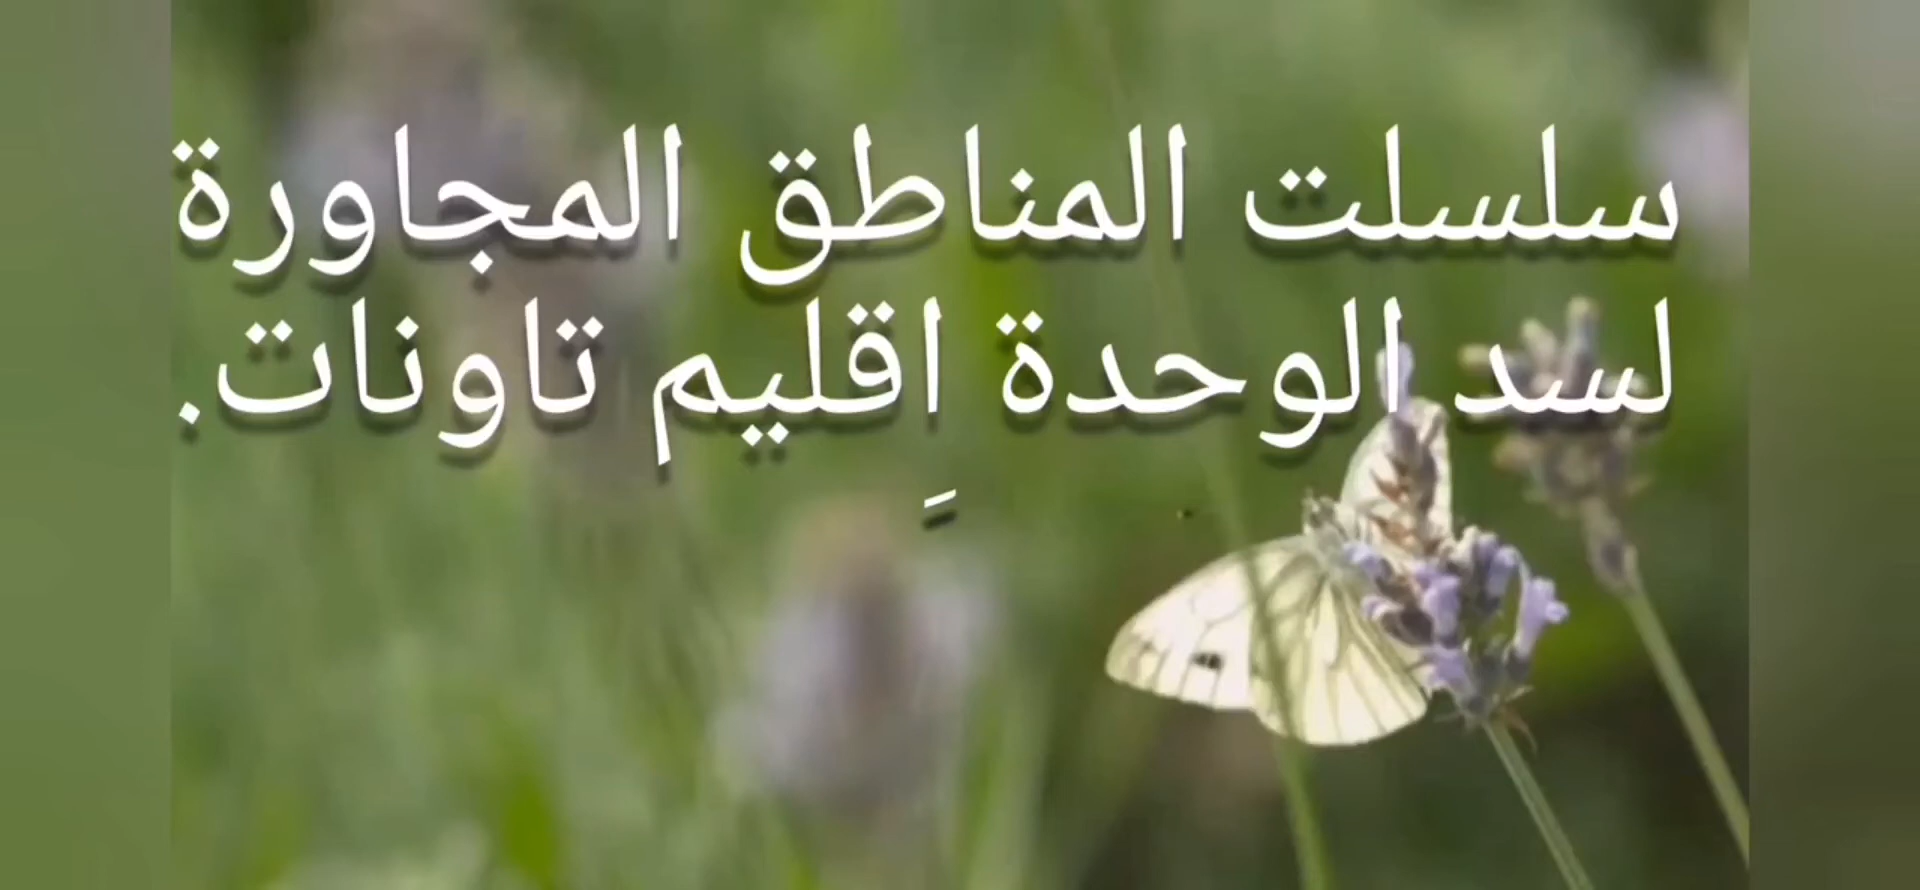 سلسلت المناطق المجاورة
لسد الوحدة اِقليم تاونات.